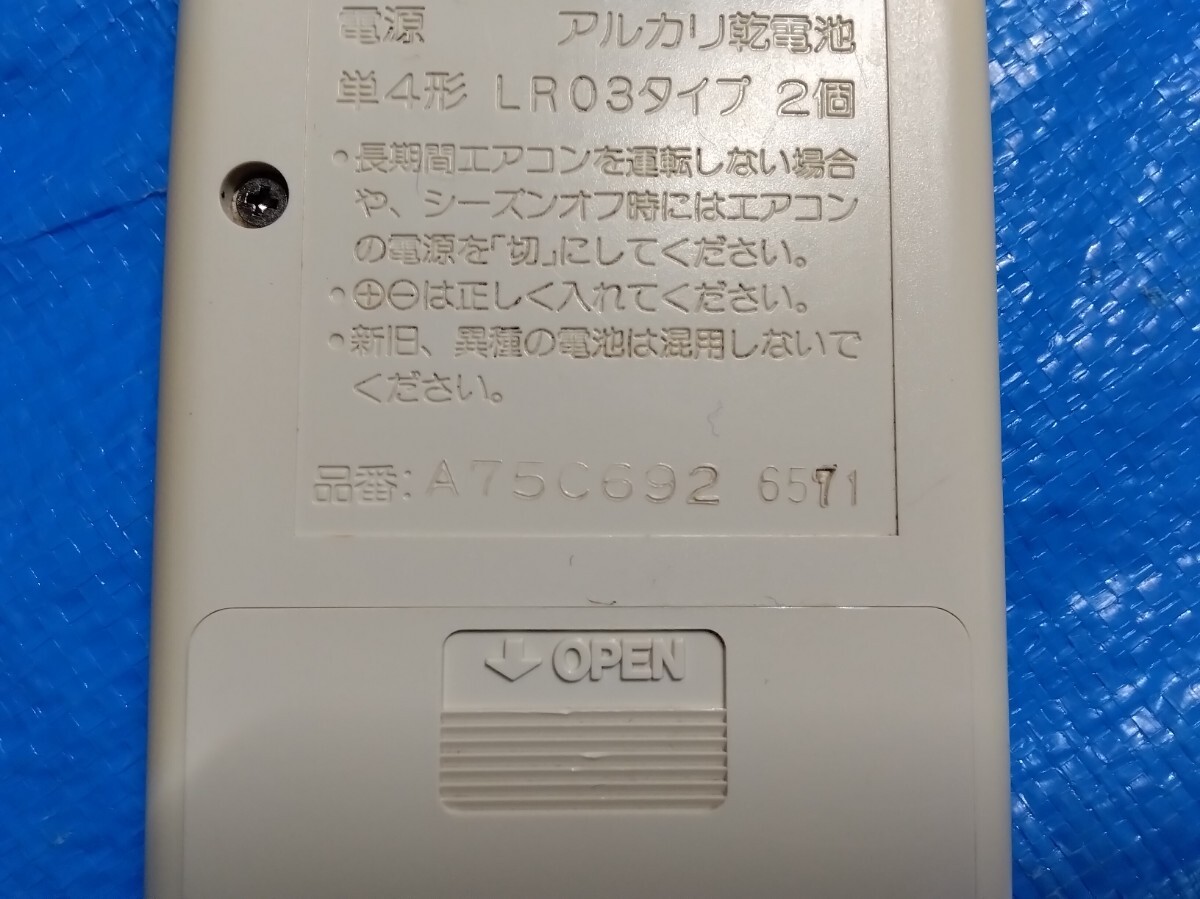 電源 アルカリ乾電池
単4形 LR03タイプ 2個
・長期間エアコンを運転しない場合
や、シーズンオフ時にはエアコン
の電源を「切」にしてください。
・⊕⊖は正しく入れてください。
・新旧、異種の電池は混用しないで
ください。
品番:A75C692 6571
↓OPEN